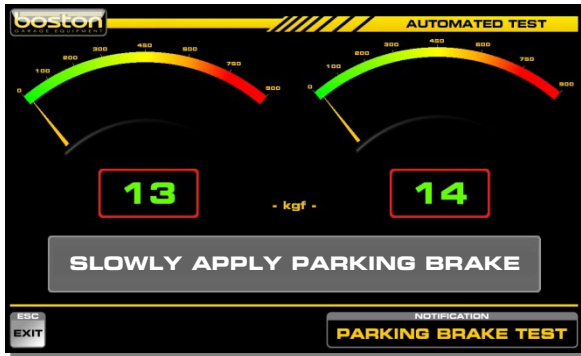 boston
GARAGE EQUIPMENT
AUTOMATED TEST
0 100 200 300 450 600 750 900
0 100 200 300 450 600 750 900
13
- kgf -
14
SLOWLY APPLY PARKING BRAKE
ESC
EXIT
NOTIFICATION
PARKING BRAKE TEST